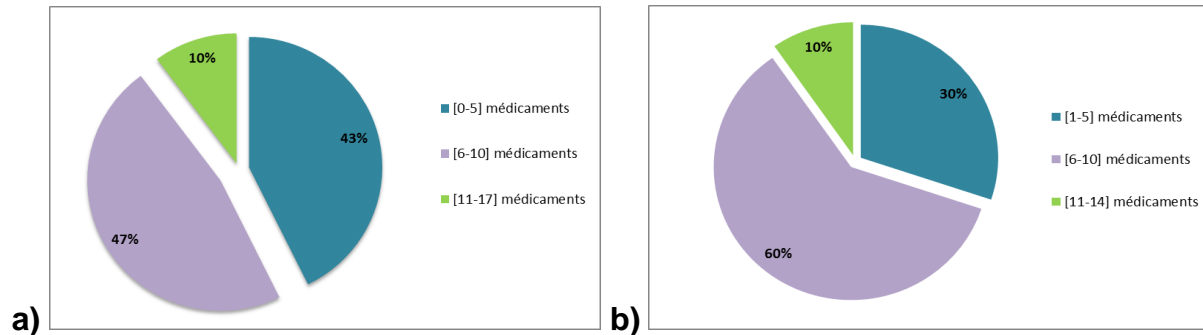 10%
43%
47%
[0-5] médicaments
[6-10] médicaments
[11-17] médicaments
a)
10%
30%
60%
[1-5] médicaments
[6-10] médicaments
[11-14] médicaments
b)